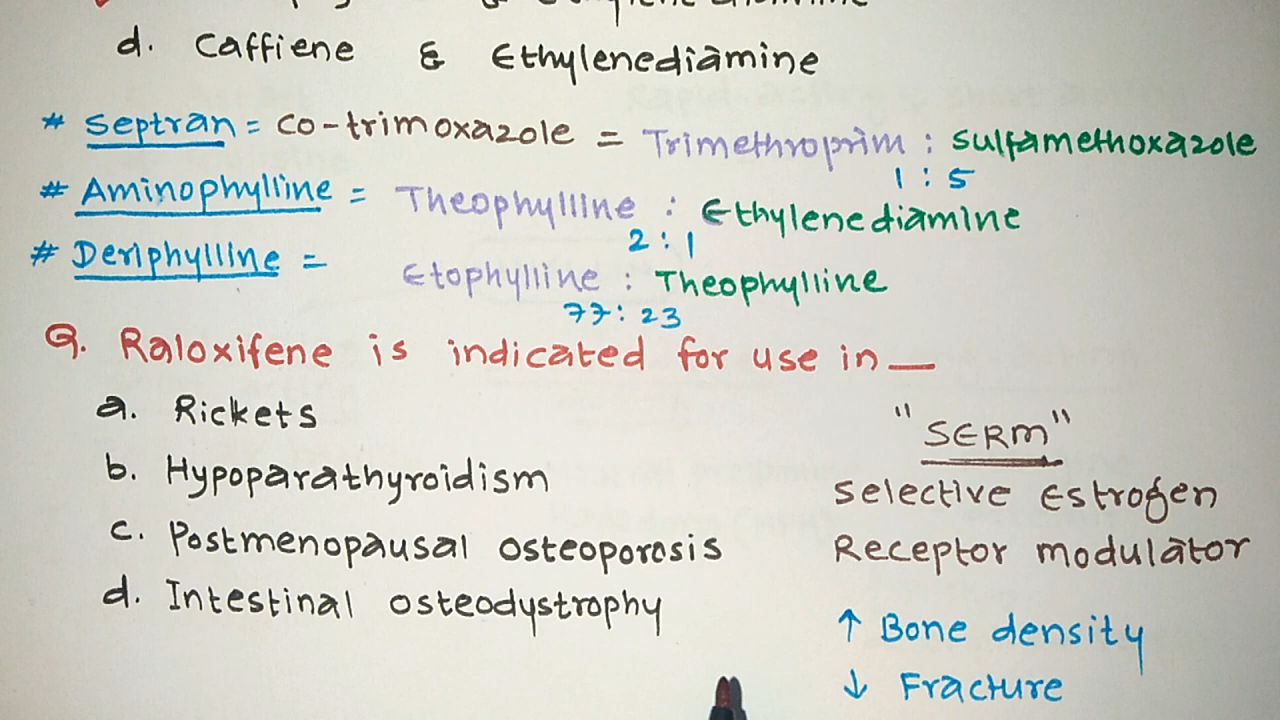 & Ethylenediamine
d. Caffiene & Ethylenediamine
# Septran = co-trimoxazole = Trimethroprim : sulfamethoxazole
1 : 5
# Aminophylline = Theophylline : Ethylenediamine
2 : 1
# Deriphylline = Etophylline : Theophylline
77 : 23
Q. Raloxifene is indicated for use in —
a. Rickets
b. Hypoparathyroidism
c. Postmenopausal osteoporosis
d. Intestinal osteodystrophy
"SERM"
selective Estrogen
Receptor modulator
↑ Bone density
↓ Fracture